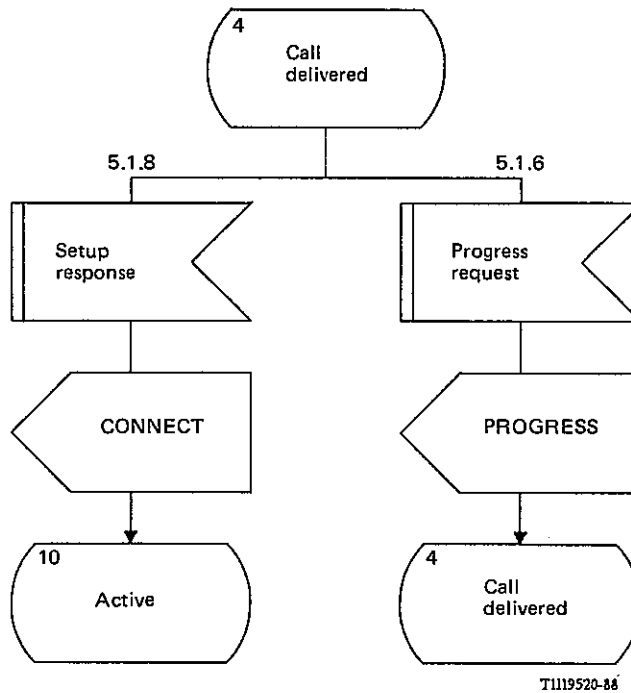 4
Call
delivered
5.1.8
5.1.6
Setup
response
Progress
request
CONNECT
PROGRESS
10
Active
4
Call
delivered
T1119520-88